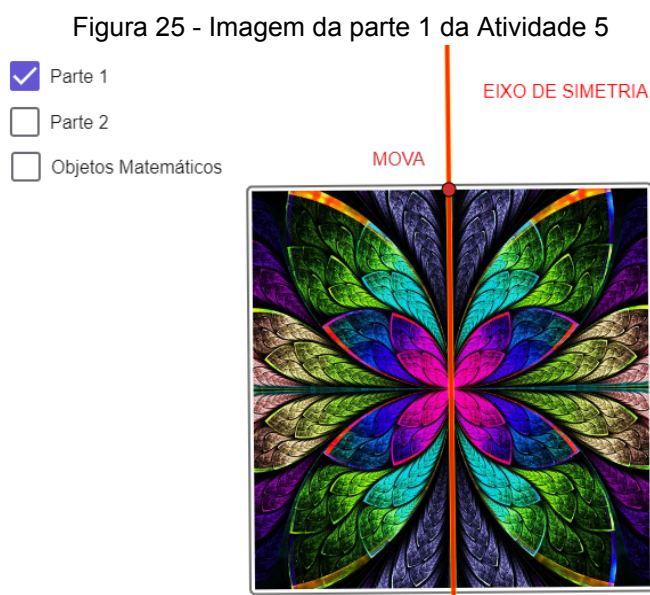 Figura 25 - Imagem da parte 1 da Atividade 5
Parte 1
EIXO DE SIMETRIA
Parte 2
MOVA
Objetos Matemáticos